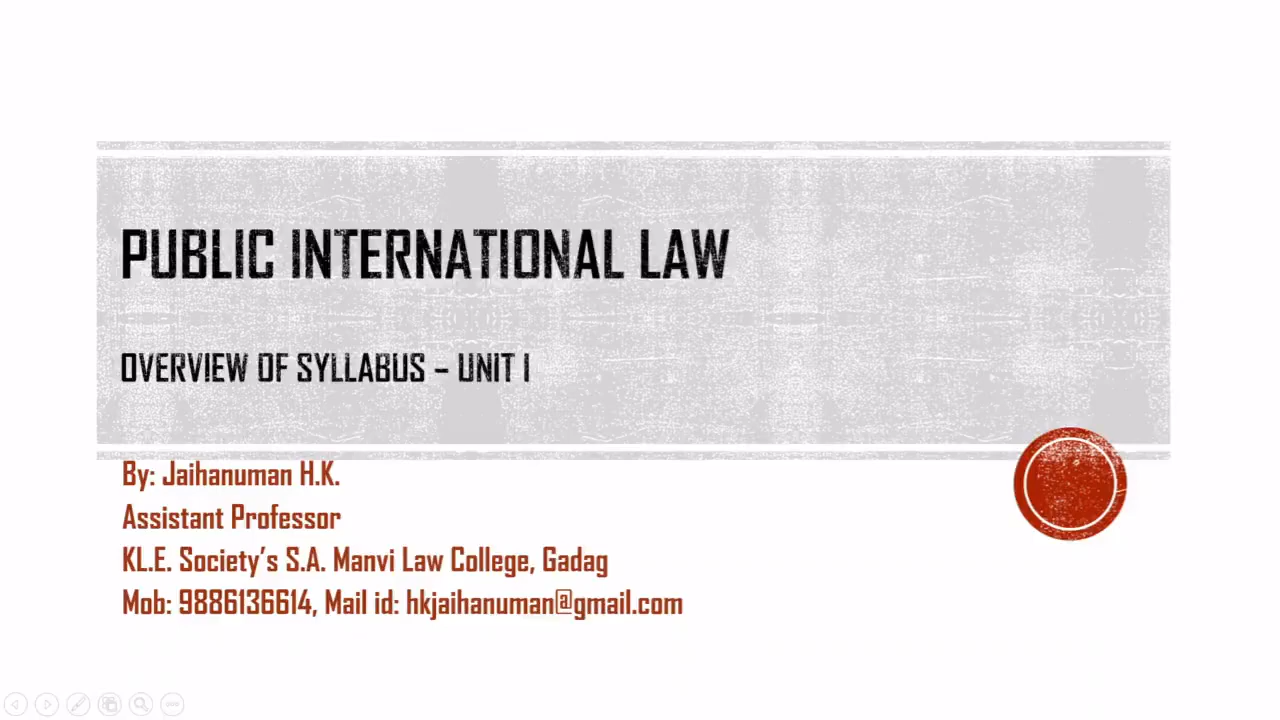 PUBLIC INTERNATIONAL LAW
OVERVIEW OF SYLLABUS – UNIT I
By: Jaihanuman H.K.
Assistant Professor
KL.E. Society’s S.A. Manvi Law College, Gadag
Mob: 9886136614, Mail id: hkjaihanuman@gmail.com